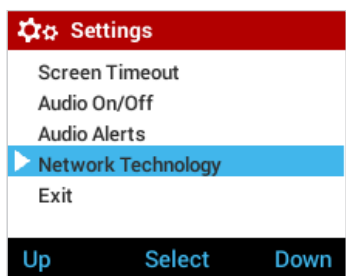 Settings
Screen Timeout
Audio On/Off
Audio Alerts
Network Technology
Exit
Up Select Down